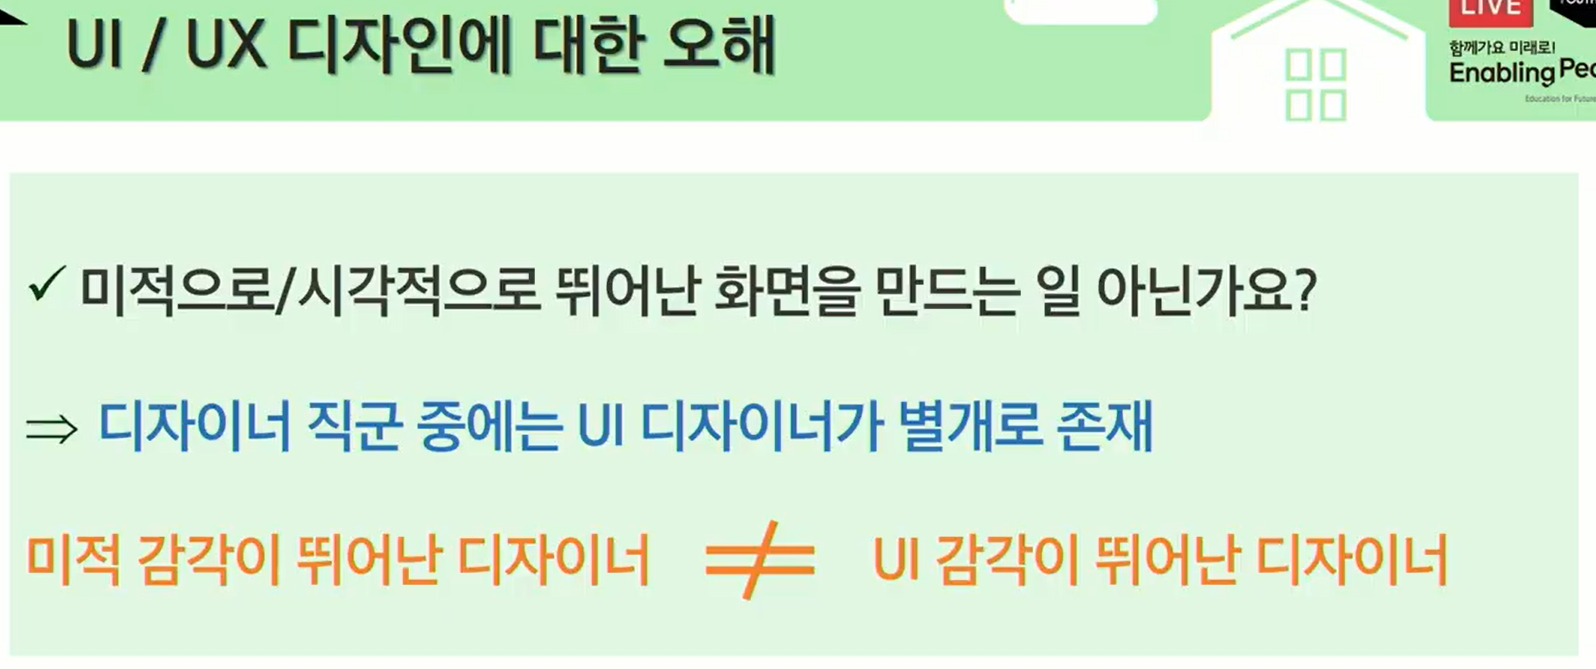 UI / UX 디자인에 대한 오해
LIVE
함께가요 미래로!
Enabling
Education for Future
✓ 미적으로/시각적으로 뛰어난 화면을 만드는 일 아닌가요?
⇒ 디자이너 직군 중에는 UI 디자이너가 별개로 존재
미적 감각이 뛰어난 디자이너 ≠ UI 감각이 뛰어난 디자이너